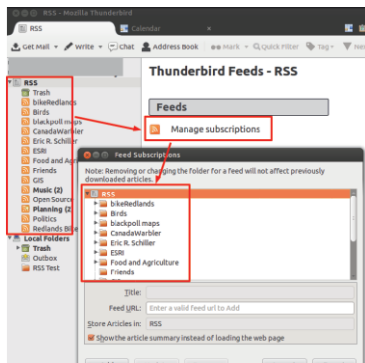 RSS - Mozilla Thunderbird
RSS
Calendar
Get Mail
Write
Chat
Address Book
Mark
Quick Filter
Tag
RSS
Trash
bikeRedlands
Birds
blackpoll maps
CanadaWarbler
Eric R. Schiller
ESRI
Food and Ag
Friends
GIS
Music (2)
Open Source
Planning (2)
Politics
Redlands Bike
Local Folders
Trash
Outbox
RSS Test
Thunderbird Feeds - RSS
Feeds
Manage subscriptions
Feed Subscriptions
Note: Removing or changing the folder for a feed will not affect previously
downloaded articles.
RSS
bikeRedlands
Birds
blackpoll maps
CanadaWarbler
Eric R. Schiller
ESRI
Food and Agriculture
Friends
GIS
Title:
Feed URL: Enter a valid feed url to Add
Store Articles in: RSS
Show the article summary instead of loading the web page